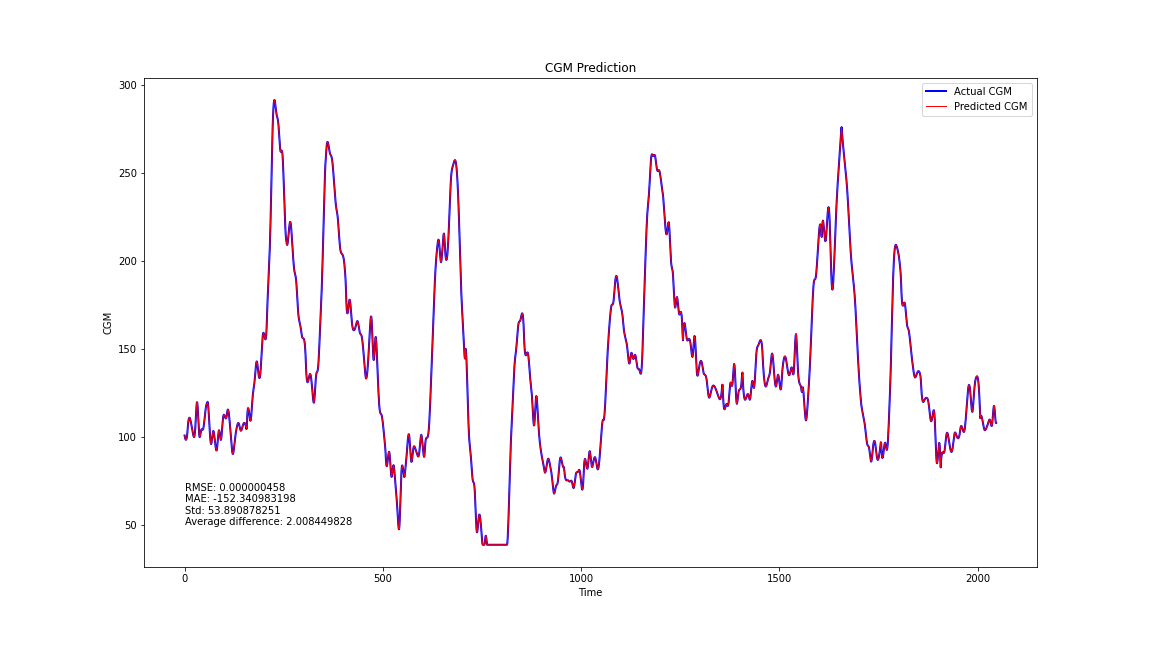 CGM Prediction
300
250
200
150
100
50
CGM
Actual CGM
Predicted CGM
RMSE: 0.000000458
MAE: -152.340983198
Std: 53.890878251
Average difference: 2.008449828
0 500 1000 1500 2000
Time